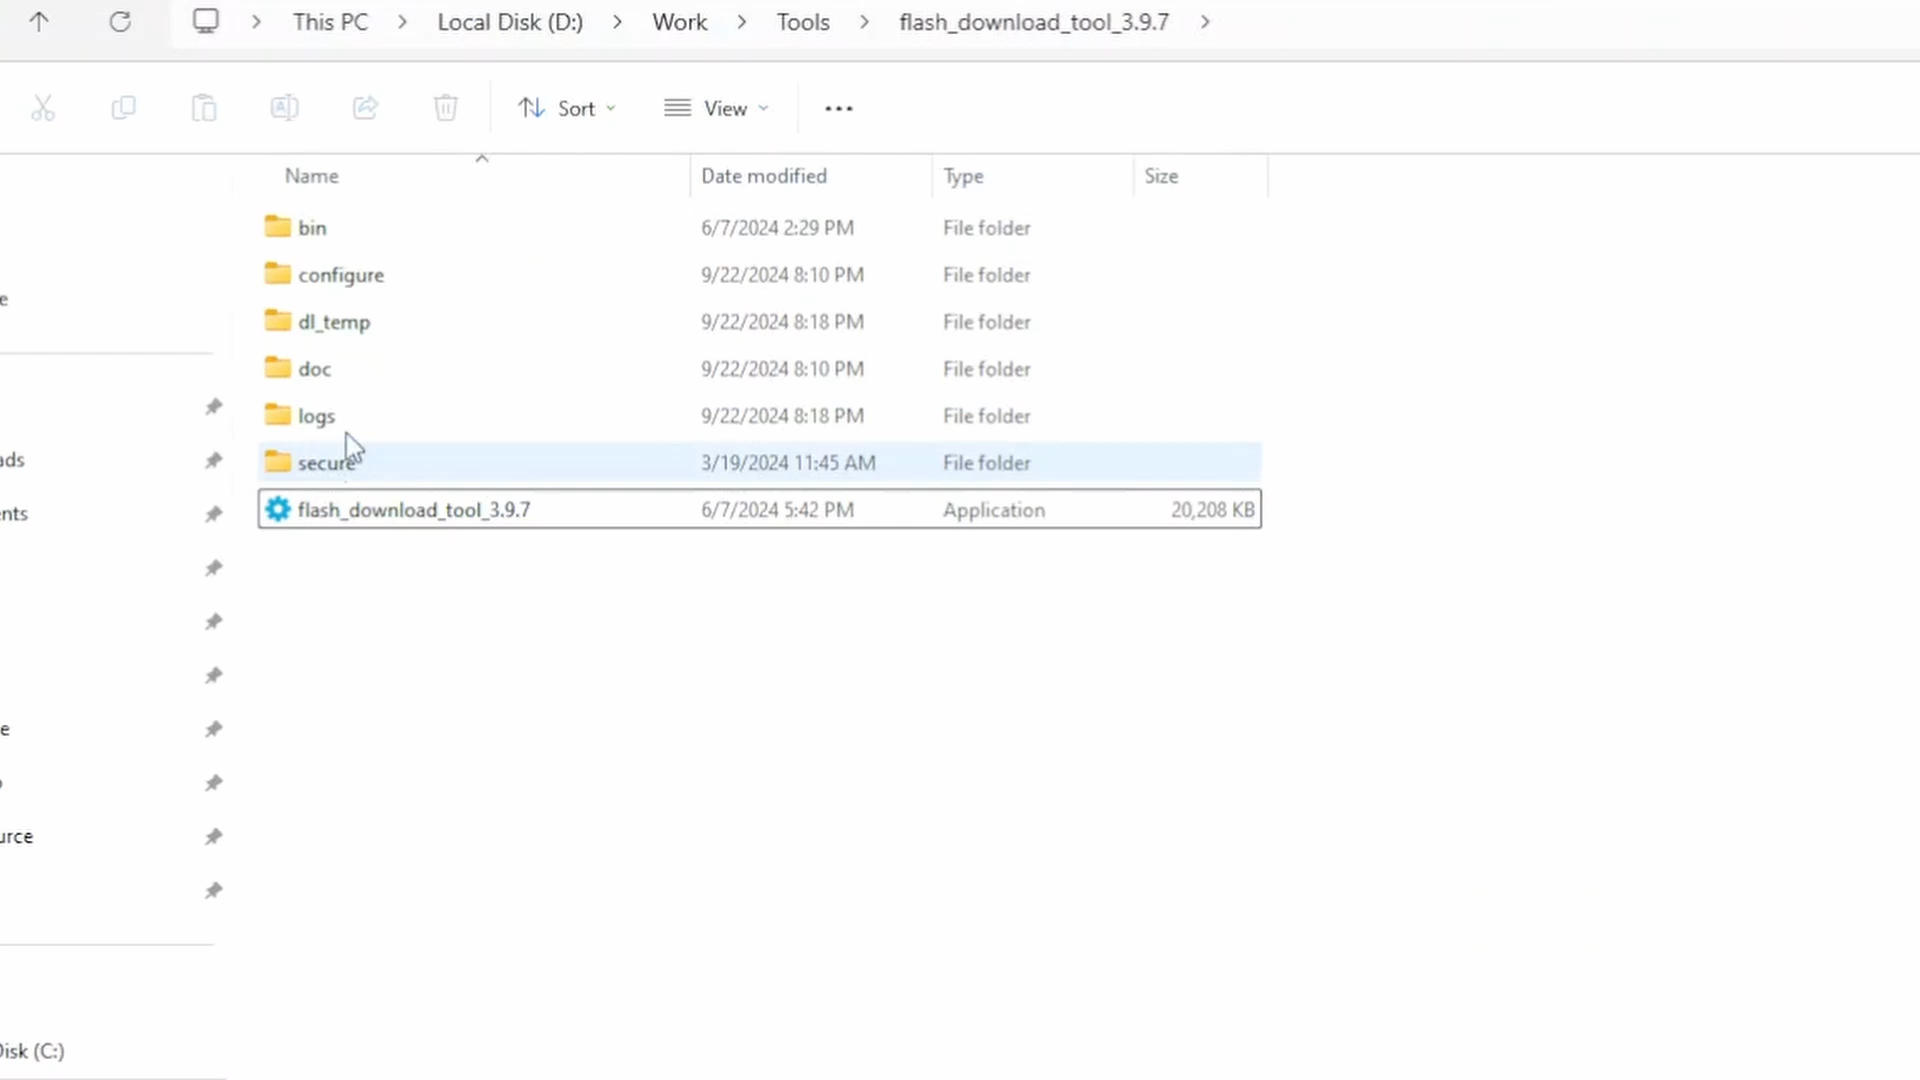 This PC > Local Disk (D:) > Work > Tools > flash_download_tool_3.9.7 >
Sort View
Name Date modified Type Size
bin 6/7/2024 2:29 PM File folder
configure 9/22/2024 8:10 PM File folder
dl_temp 9/22/2024 8:18 PM File folder
doc 9/22/2024 8:10 PM File folder
logs 9/22/2024 8:18 PM File folder
secure 3/19/2024 11:45 AM File folder
flash_download_tool_3.9.7 6/7/2024 5:42 PM Application 20,208 KB
e
ads
nts
e
urce
Disk (C:)